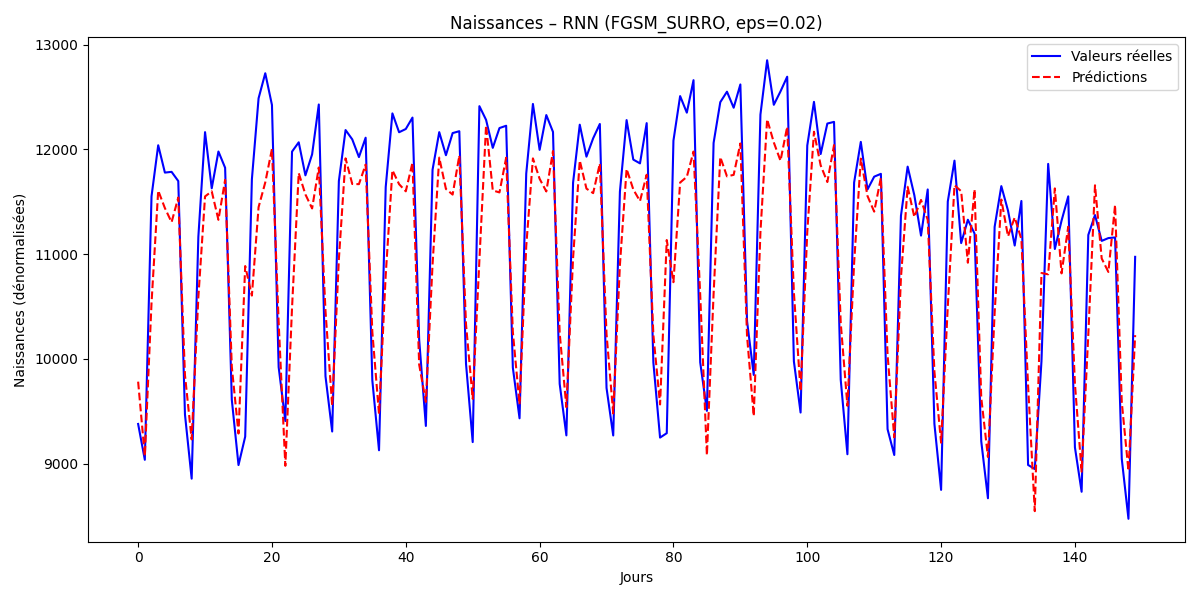 Naissances – RNN (FGSM_SURRO, eps=0.02)
13000
12000
11000
10000
9000
Naissances (dénormalisées)
Valeurs réelles
Prédictions
0 20 40 60 80 100 120 140
Jours